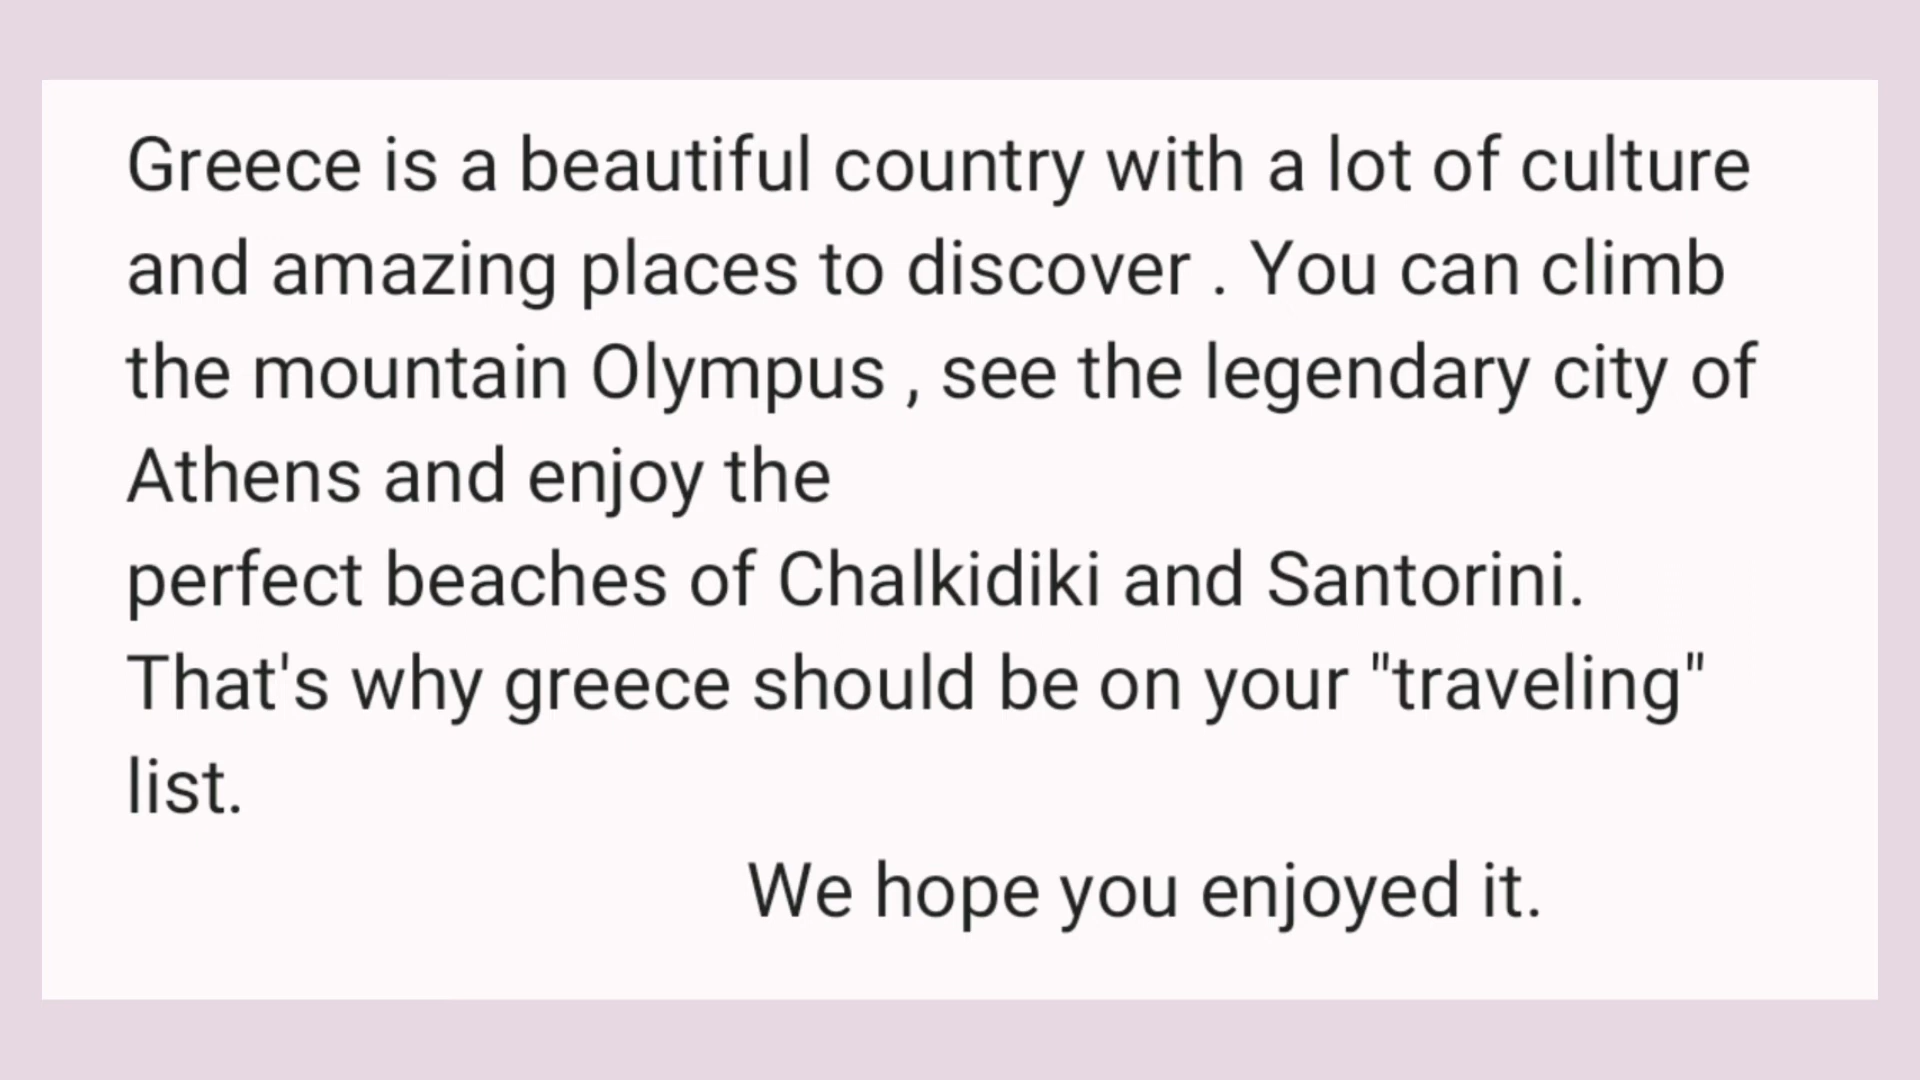 Greece is a beautiful country with a lot of culture
and amazing places to discover . You can climb
the mountain Olympus , see the legendary city of
Athens and enjoy the
perfect beaches of Chalkidiki and Santorini.
That's why greece should be on your "traveling"
list.
We hope you enjoyed it.